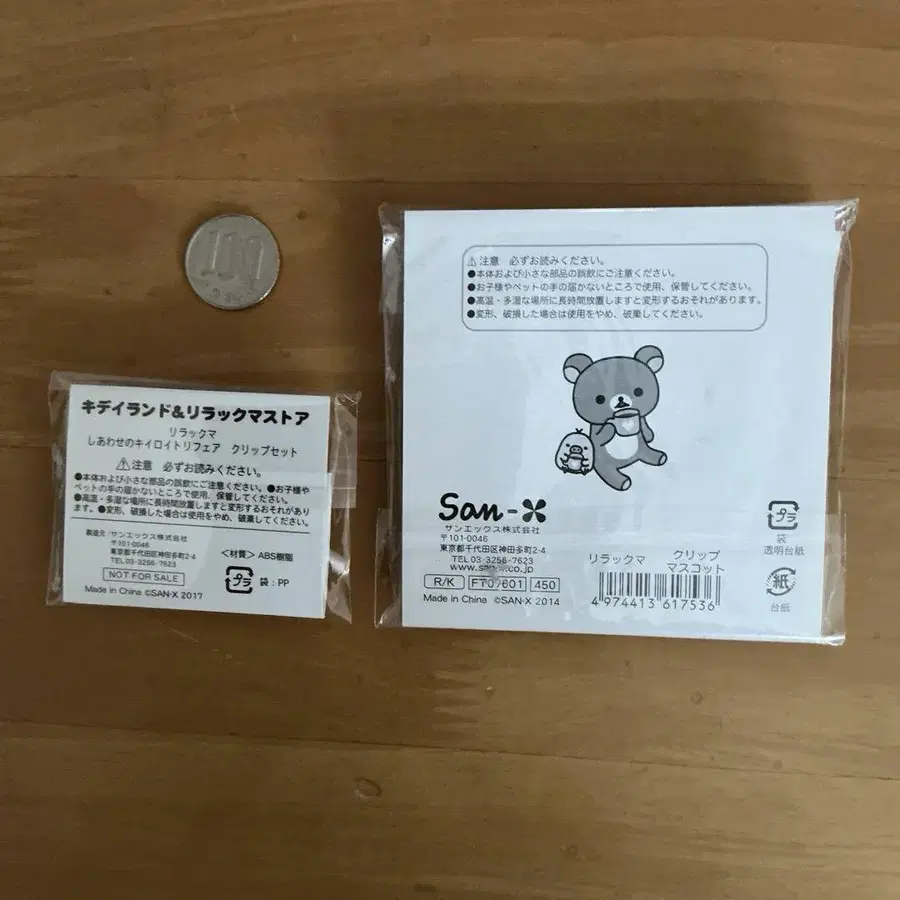 100
キデイランド&リラックマストア
リラックマ
しあわせのキイロイトリフェア クリップセット
⚠注意 必ずお読みください。
●本体および小さな部品の誤飲にご注意ください。●お子様や
ペットの手の届かないところで使用、保管してください。
●高温・多湿な場所に長時間放置しますと変形するおそれがあり
ます。●変形、破損した場合は使用をやめ、破棄してください。
製造元:サンエックス株式会社
〒101-0046
東京都千代田区神田多町2-4
TEL.03-3256-7623
NOT FOR SALE
Made in China ©SAN-X 2017
<材質> ABS樹脂
プラ 袋:PP
⚠注意 必ずお読みください。
●本体および小さな部品の誤飲にご注意ください。
●お子様やペットの手の届かないところで使用、保管してください。
●高温・多湿な場所に長時間放置しますと変形するおそれがあります。
●変形、破損した場合は使用をやめ、破棄してください。
San-X
サンエックス株式会社
〒101-0046
東京都千代田区神田多町2-4
TEL 03-3256-7623
R/K FT09601 450
Made in China ©SAN-X 2014
リラックマ クリップ
マスコット
4 974413 617536
プラ
袋
透明台紙
紙
台紙